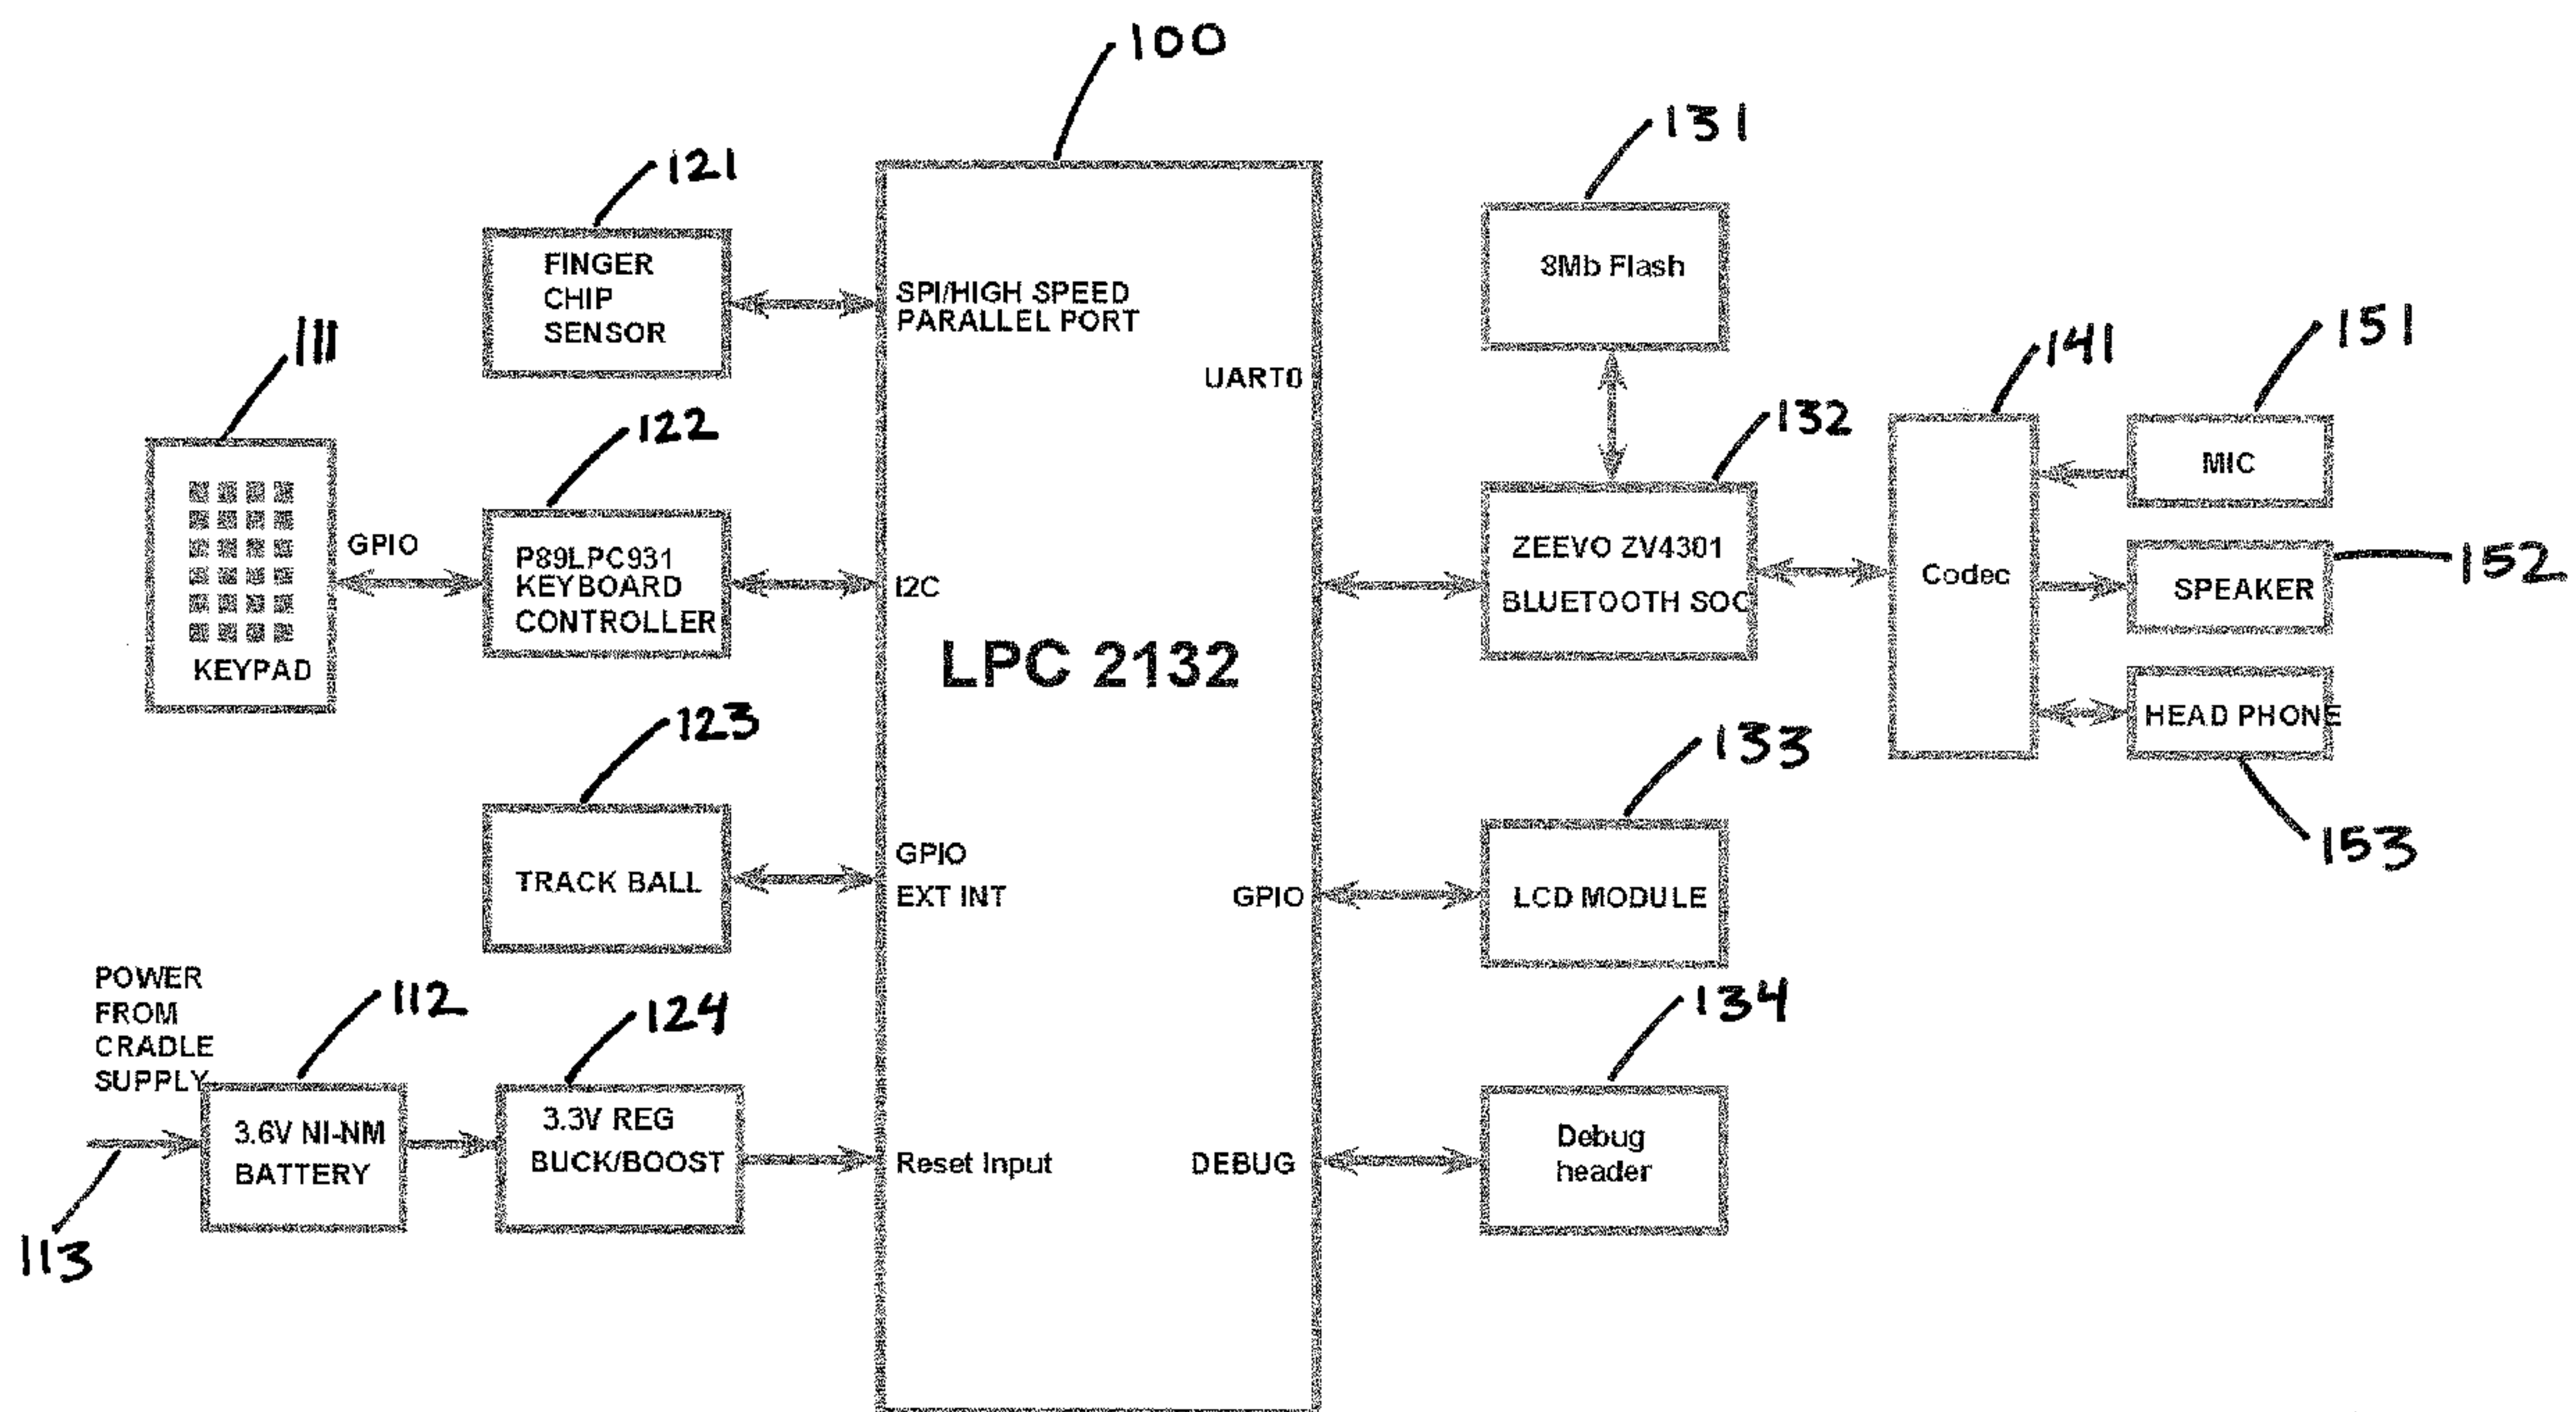 100
131
121
FINGER
CHIP
SENSOR
SPI/HIGH SPEED
PARALLEL PORT
8Mb Flash
UART0
111
KEYPAD
GPIO
122
P89LPC931
KEYBOARD
CONTROLLER
I2C
LPC 2132
132
ZEEVO ZV4301
BLUETOOTH SOC
141
Codec
151
MIC
SPEAKER
152
HEAD PHONE
153
123
TRACK BALL
GPIO
EXT INT
GPIO
133
LCD MODULE
POWER
FROM
CRADLE
SUPPLY
112
3.6V NI-NM
BATTERY
113
124
3.3V REG
BUCK/BOOST
Reset Input
DEBUG
134
Debug
header